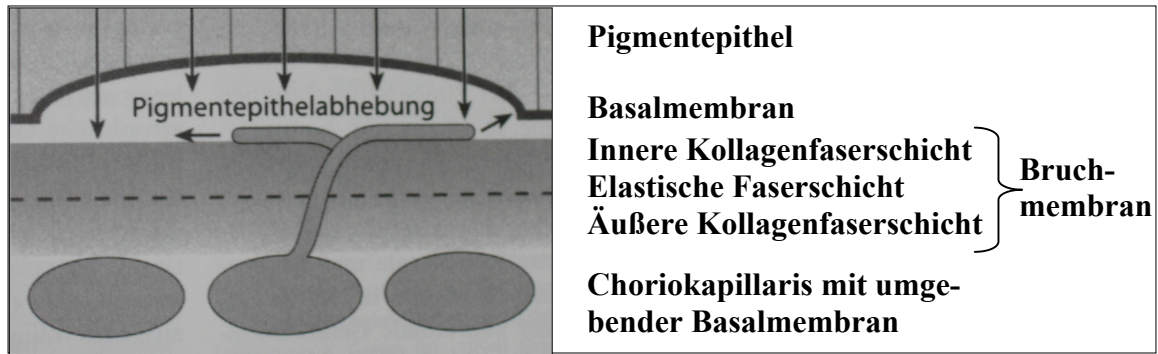 Pigmentepithelabhebung
Pigmentepithel
Basalmembran
Innere Kollagenfaserschicht
Elastische Faserschicht
Äußere Kollagenfaserschicht
Bruch-
membran
Choriokapillaris mit umge-
bender Basalmembran